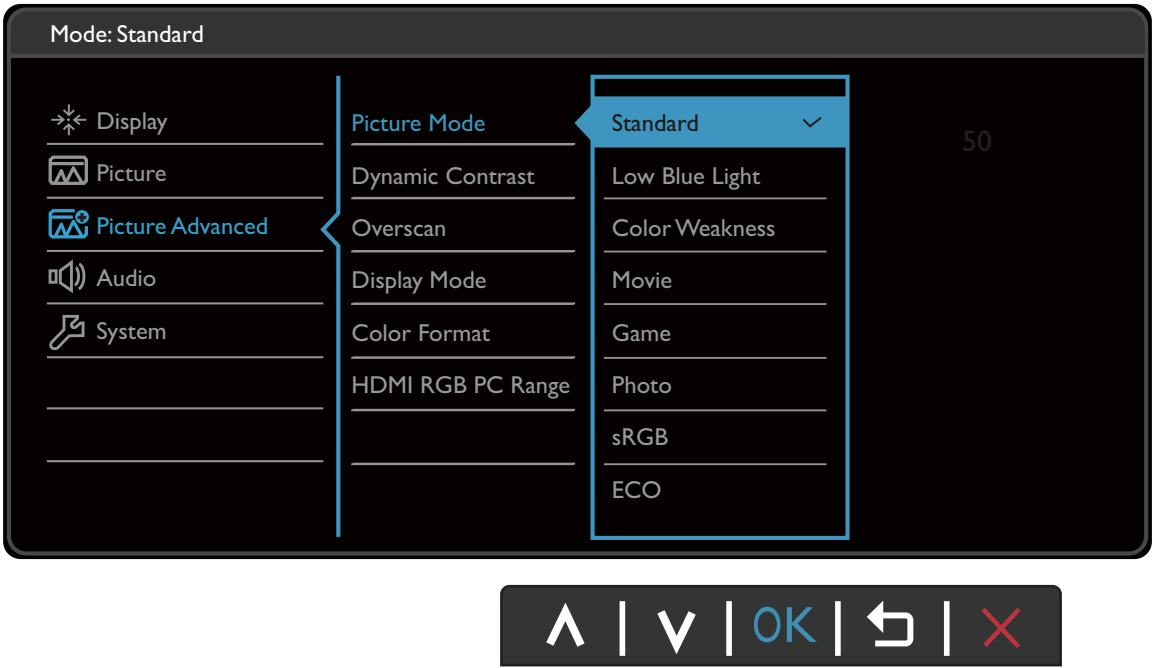 Mode: Standard
Display
Picture
Picture Advanced
Audio
System
Picture Mode
Dynamic Contrast
Overscan
Display Mode
Color Format
HDMI RGB PC Range
Standard
Low Blue Light
Color Weakness
Movie
Game
Photo
sRGB
ECO
50
OK